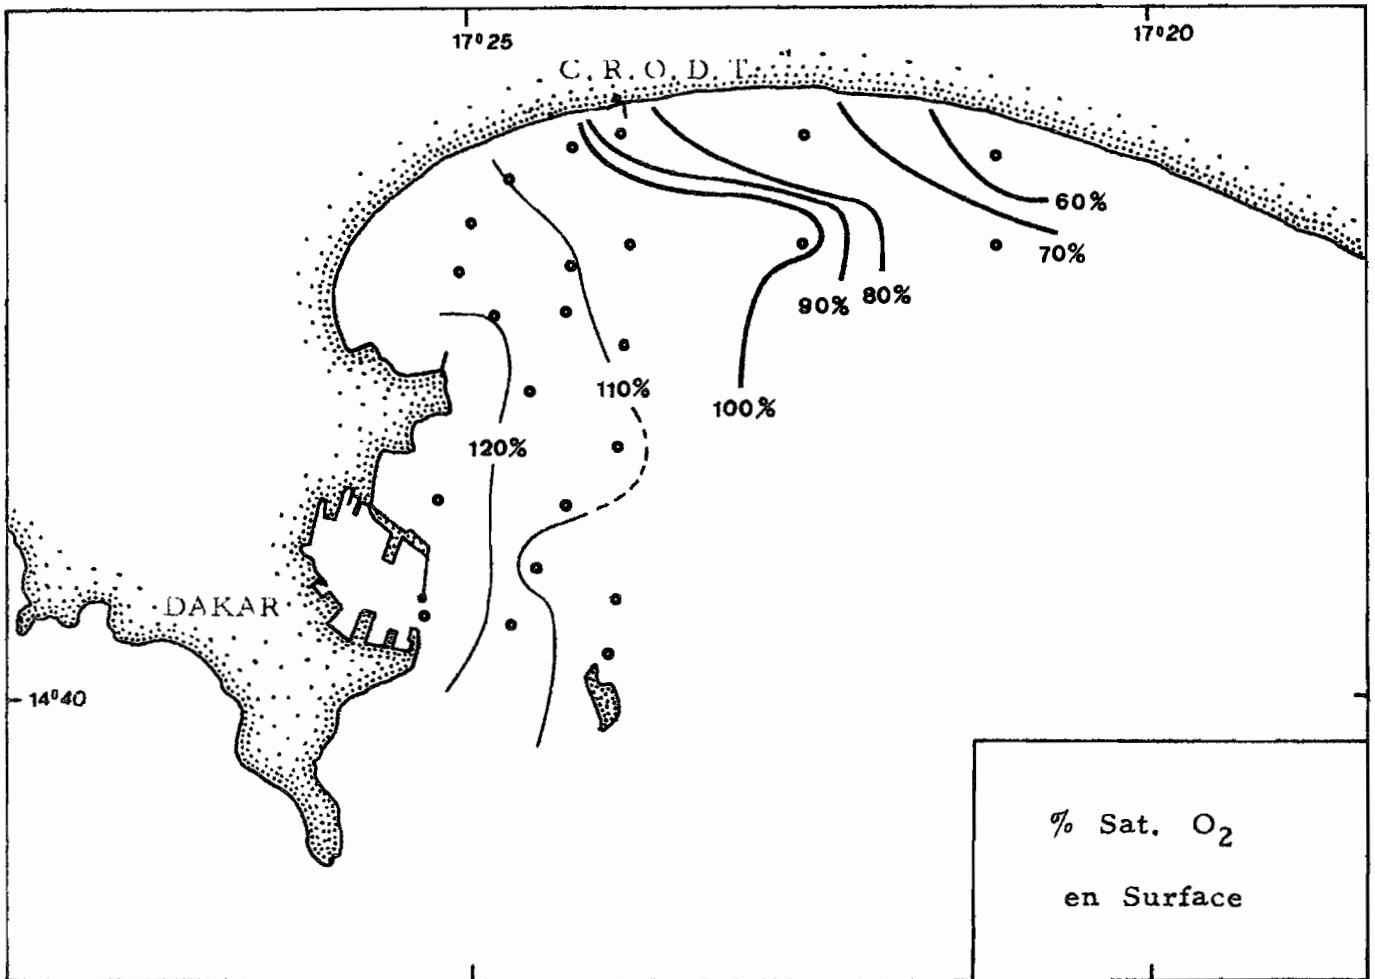 17°25
17°20
C.R.O.D.T.
60%
70%
90%
80%
110%
100%
120%
DAKAR
14°40
% Sat. O₂
en Surface